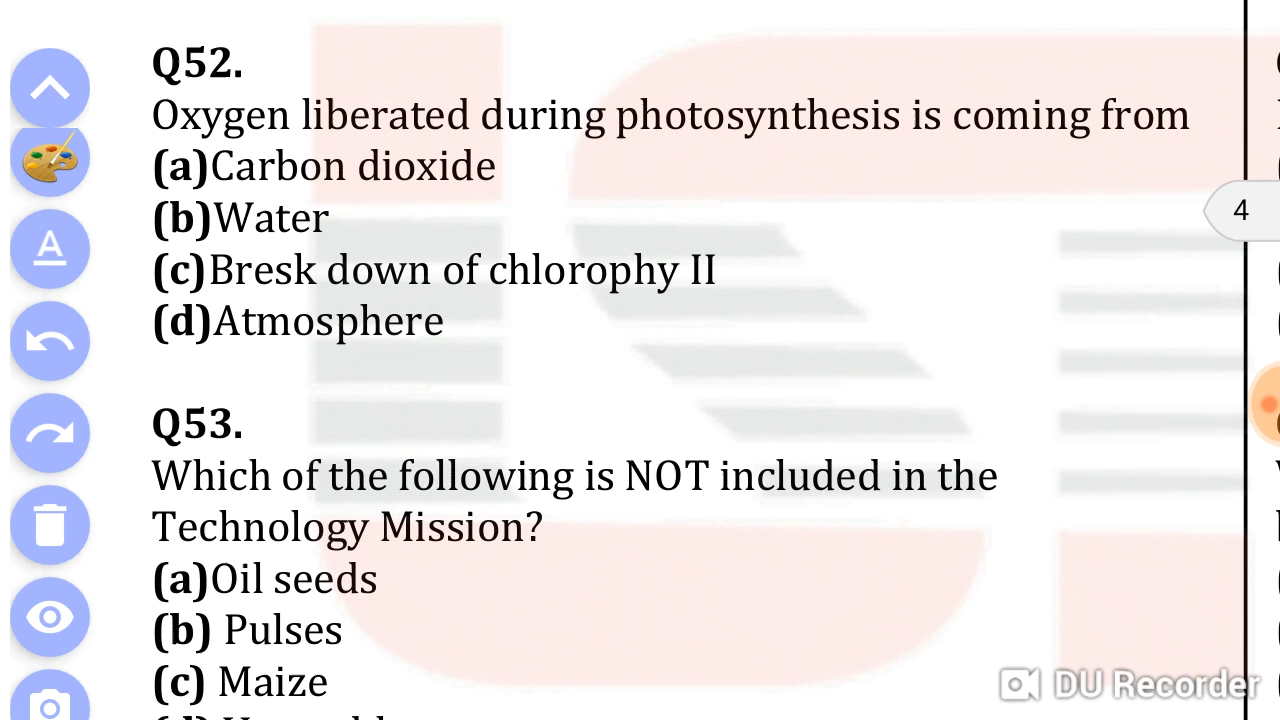 Q52.
Oxygen liberated during photosynthesis is coming from
(a)Carbon dioxide
(b)Water
(c)Bresk down of chlorophy II
(d)Atmosphere
4
Q53.
Which of the following is NOT included in the
Technology Mission?
(a)Oil seeds
(b) Pulses
(c) Maize
DU Recorder